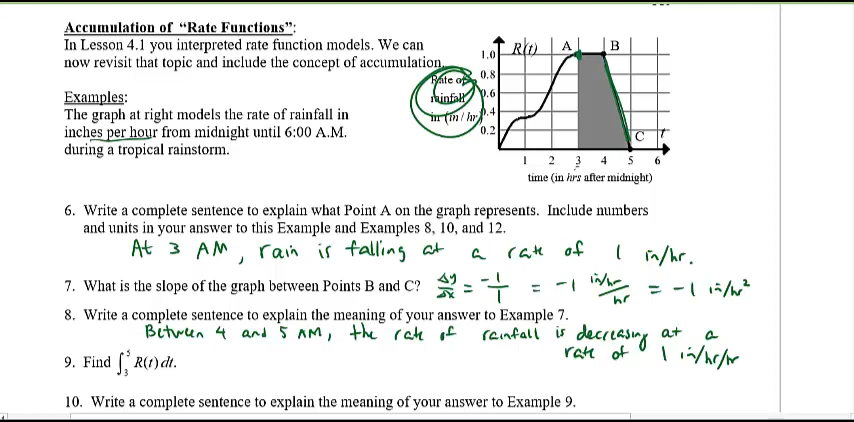 Accumulation of “Rate Functions”:
In Lesson 4.1 you interpreted rate function models. We can
now revisit that topic and include the concept of accumulation.
Examples:
The graph at right models the rate of rainfall in
inches per hour from midnight until 6:00 A.M.
during a tropical rainstorm.
Rate of
rainfall
in (in / hr)
R(t)
A
B
C
t
1.0
0.8
0.6
0.4
0.2
1 2 3 4 5 6
time (in hrs after midnight)
6. Write a complete sentence to explain what Point A on the graph represents. Include numbers
and units in your answer to this Example and Examples 8, 10, and 12.
At 3 AM, rain is falling at a rate of 1 in/hr.
7. What is the slope of the graph between Points B and C? Δy/Δx = -1/1 = -1 in/hr/hr = -1 in/hr²
8. Write a complete sentence to explain the meaning of your answer to Example 7.
Between 4 and 5 AM, the rate of rainfall is decreasing at a
rate of 1 in/hr/hr
9. Find ∫₃⁵ R(t) dt.
10. Write a complete sentence to explain the meaning of your answer to Example 9.